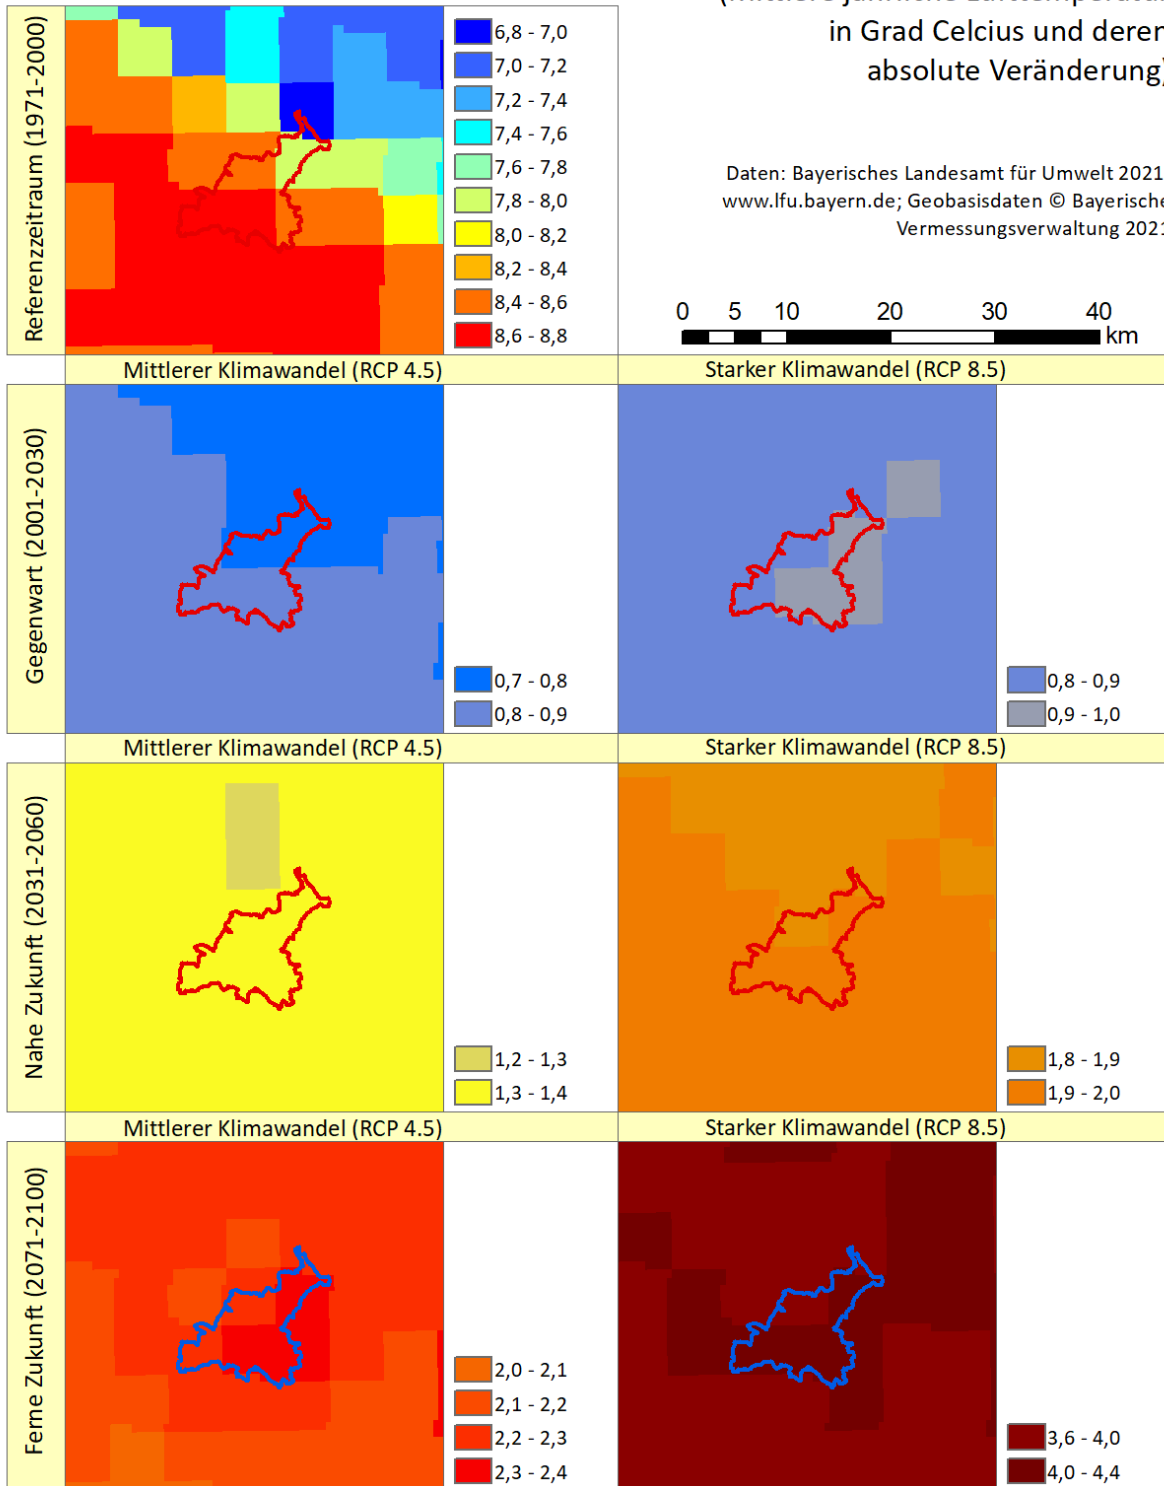 (Mittlere jährliche Lufttemperatur
in Grad Celcius und deren
absolute Veränderung)
Daten: Bayerisches Landesamt für Umwelt 2021,
www.lfu.bayern.de; Geobasisdaten © Bayerische
Vermessungsverwaltung 2021
0 5 10 20 30 40
km
Referenzzeitraum (1971-2000)
6,8 - 7,0
7,0 - 7,2
7,2 - 7,4
7,4 - 7,6
7,6 - 7,8
7,8 - 8,0
8,0 - 8,2
8,2 - 8,4
8,4 - 8,6
8,6 - 8,8
Mittlerer Klimawandel (RCP 4.5)
Starker Klimawandel (RCP 8.5)
Gegenwart (2001-2030)
0,7 - 0,8
0,8 - 0,9
0,8 - 0,9
0,9 - 1,0
Mittlerer Klimawandel (RCP 4.5)
Starker Klimawandel (RCP 8.5)
Nahe Zukunft (2031-2060)
1,2 - 1,3
1,3 - 1,4
1,8 - 1,9
1,9 - 2,0
Mittlerer Klimawandel (RCP 4.5)
Starker Klimawandel (RCP 8.5)
Ferne Zukunft (2071-2100)
2,0 - 2,1
2,1 - 2,2
2,2 - 2,3
2,3 - 2,4
3,6 - 4,0
4,0 - 4,4